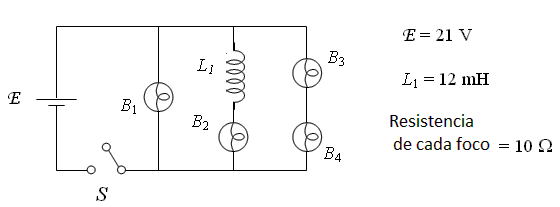 ℰ = 21 V
B3
L1
L1 = 12 mH
ℰ
B1
B2
Resistencia
de cada foco = 10 Ω
B4
S